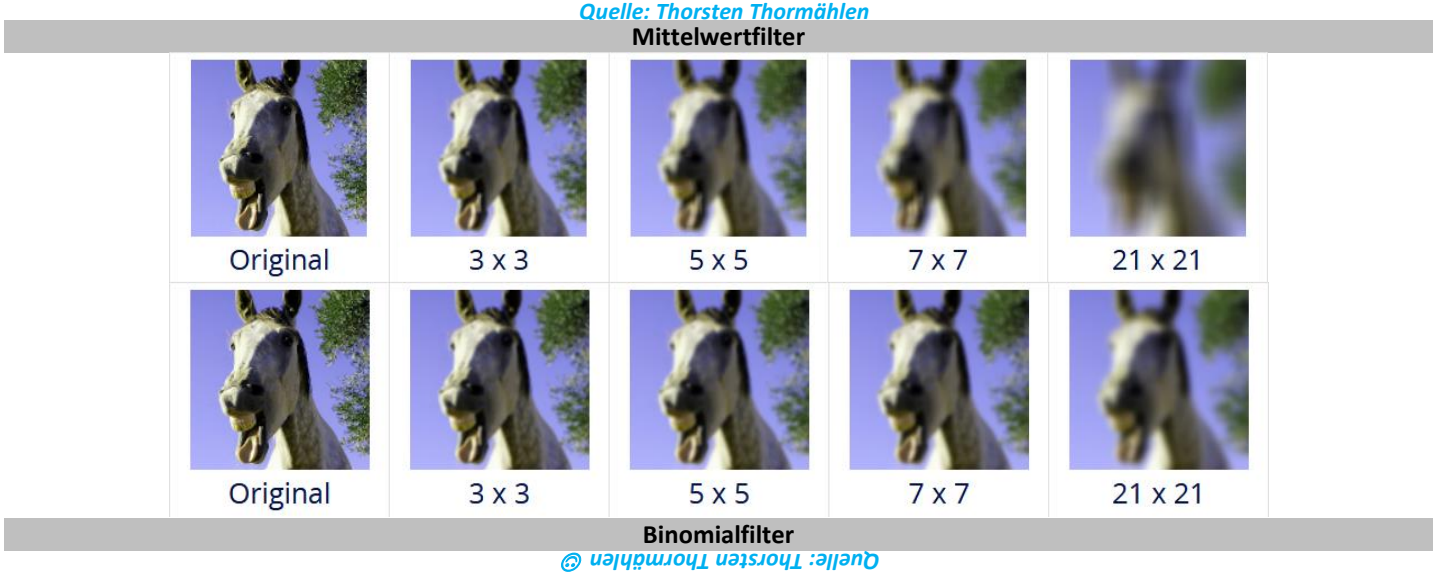 Quelle: Thorsten Thormählen
Mittelwertfilter
Original 3 x 3 5 x 5 7 x 7 21 x 21
Original 3 x 3 5 x 5 7 x 7 21 x 21
Binomialfilter
Quelle: Thorsten Thormählen 🙃